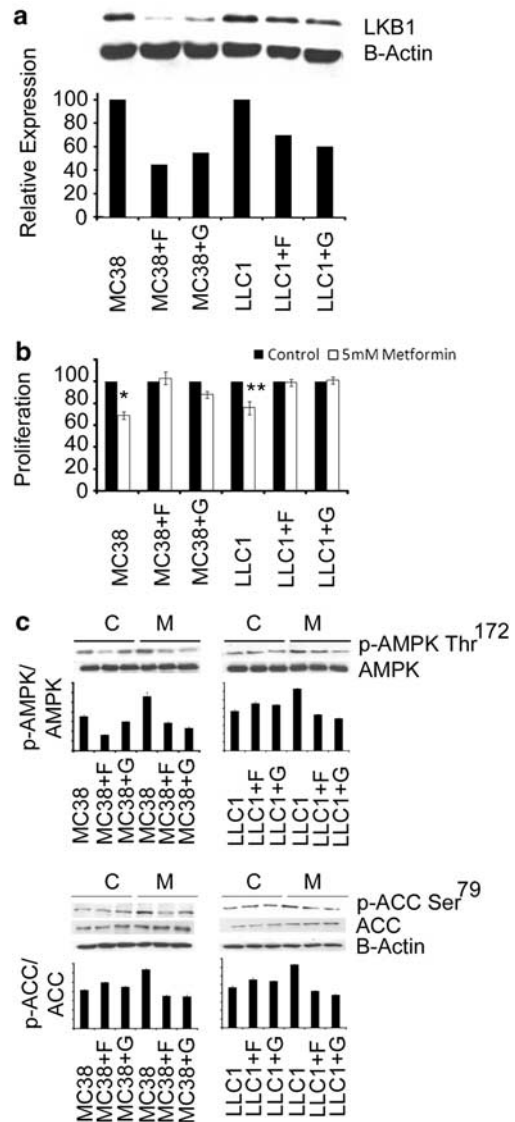 a
LKB1
B-Actin
Relative Expression
100
80
60
40
20
0
MC38
MC38+F
MC38+G
LLC1
LLC1+F
LLC1+G
b
■ Control □ 5mM Metformin
Proliferation
100
80
60
40
20
0
* **
MC38
MC38+F
MC38+G
LLC1
LLC1+F
LLC1+G
c
C M C M
p-AMPK Thr172
AMPK
p-AMPK/
AMPK
MC38
MC38+F
MC38+G
MC38
MC38+F
MC38+G
LLC1
LLC1+F
LLC1+G
LLC1
LLC1+F
LLC1+G
C M C M
p-ACC Ser79
ACC
B-Actin
p-ACC/
ACC
MC38
MC38+F
MC38+G
MC38
MC38+F
MC38+G
LLC1
LLC1+F
LLC1+G
LLC1
LLC1+F
LLC1+G